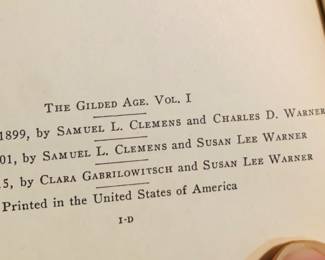 THE GILDED AGE. VOL. I
1899, by SAMUEL L. CLEMENS and CHARLES D. WARNER
01, by SAMUEL L. CLEMENS and SUSAN LEE WARNER
5, by CLARA GABRILOWITSCH and SUSAN LEE WARNER
Printed in the United States of America
I-D